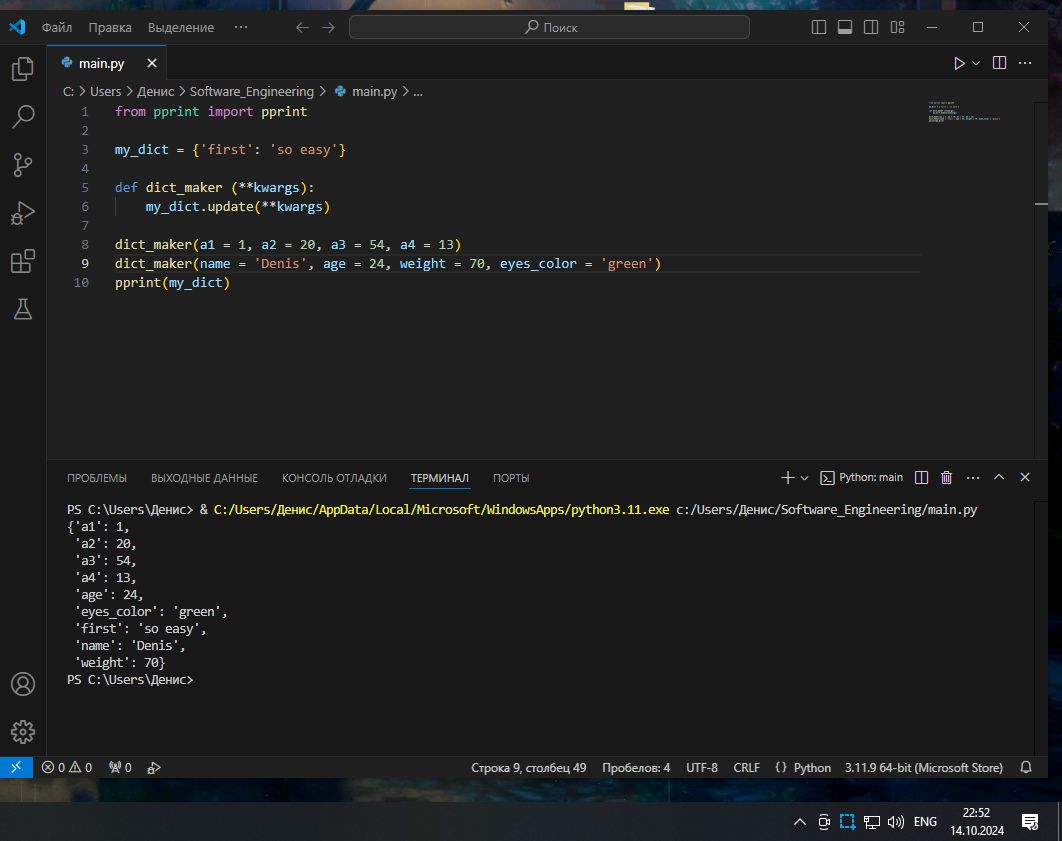 Файл Правка Выделение ··· Поиск
main.py
C: > Users > Денис > Software_Engineering > main.py > ...
1 from pprint import pprint
2
3 my_dict = {'first': 'so easy'}
4
5 def dict_maker (**kwargs):
6 my_dict.update(**kwargs)
7
8 dict_maker(a1 = 1, a2 = 20, a3 = 54, a4 = 13)
9 dict_maker(name = 'Denis', age = 24, weight = 70, eyes_color = 'green')
10 pprint(my_dict)
ПРОБЛЕМЫ ВЫХОДНЫЕ ДАННЫЕ КОНСОЛЬ ОТЛАДКИ ТЕРМИНАЛ ПОРТЫ Python: main
PS C:\Users\Денис> & C:/Users/Денис/AppData/Local/Microsoft/WindowsApps/python3.11.exe c:/Users/Денис/Software_Engineering/main.py
{'a1': 1,
'a2': 20,
'a3': 54,
'a4': 13,
'age': 24,
'eyes_color': 'green',
'first': 'so easy',
'name': 'Denis',
'weight': 70}
PS C:\Users\Денис>
0 0 0 Строка 9, столбец 49 Пробелов: 4 UTF-8 CRLF {} Python 3.11.9 64-bit (Microsoft Store)
ENG 22:52
14.10.2024